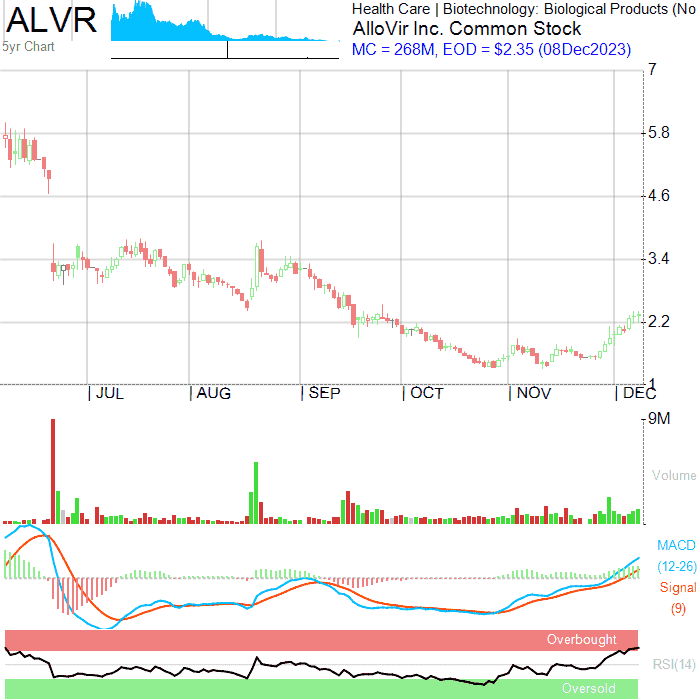 ALVR
5yr Chart
Health Care | Biotechnology: Biological Products (No
AlloVir Inc. Common Stock
MC = 268M, EOD = $2.35 (08Dec2023)
7
5.8
4.6
3.4
2.2
1
| JUL | AUG | SEP | OCT | NOV | DEC
9M
Volume
MACD
(12-26)
Signal
(9)
Overbought
RSI(14)
Oversold